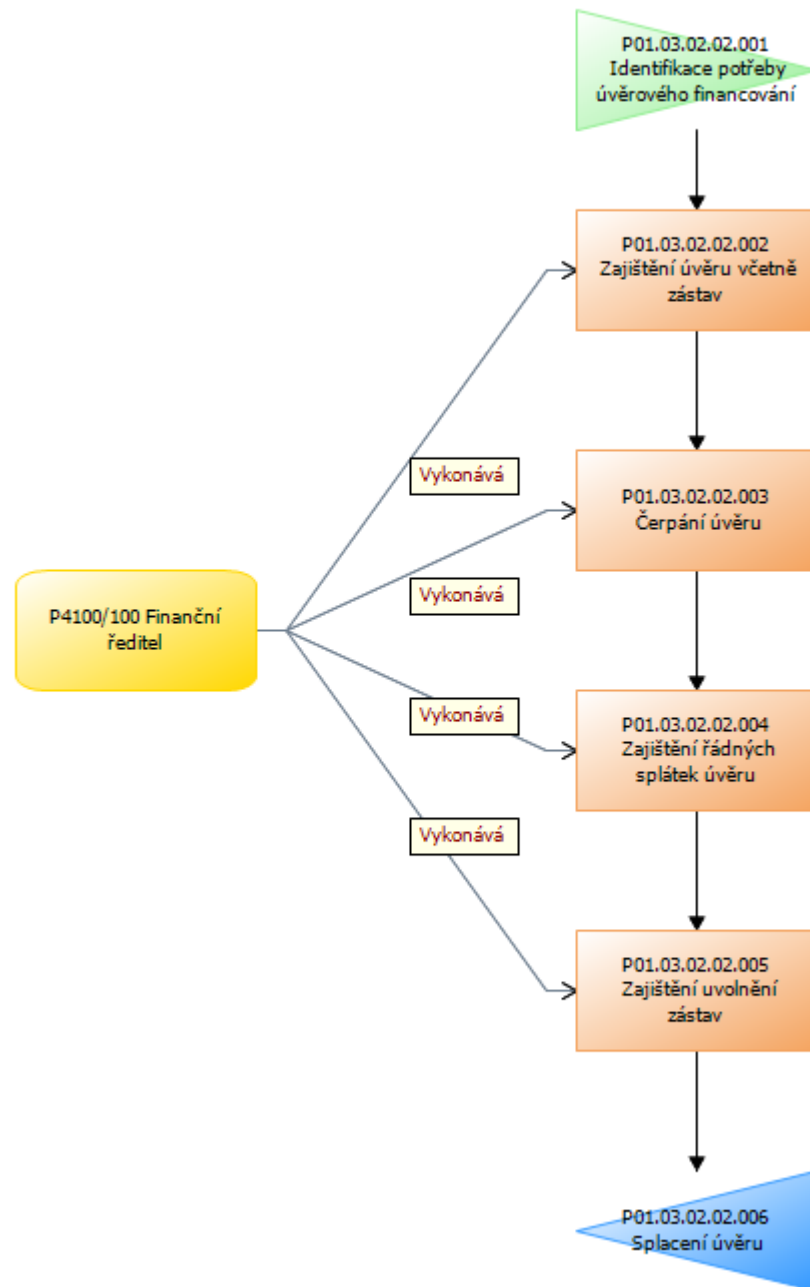 P01.03.02.02.001
Identifikace potřeby
úvěrového financování
P01.03.02.02.002
Zajištění úvěru včetně
zástav
Vykonává
P01.03.02.02.003
Čerpání úvěru
Vykonává
P4100/100 Finanční
ředitel
Vykonává
P01.03.02.02.004
Zajištění řádných
splátek úvěru
Vykonává
P01.03.02.02.005
Zajištění uvolnění
zástav
P01.03.02.02.006
Splacení úvěru